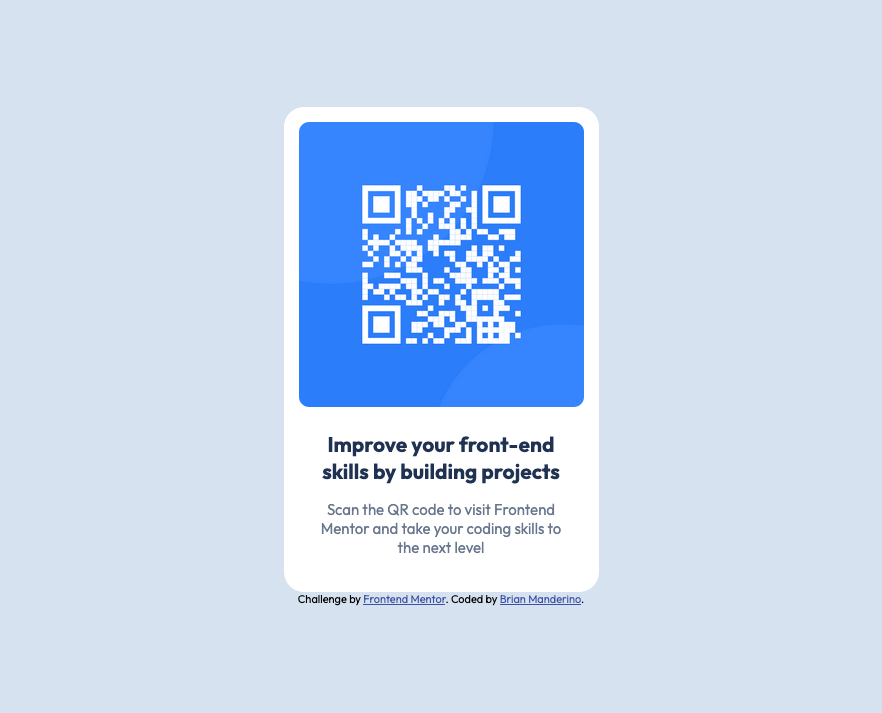 Improve your front-end
skills by building projects
Scan the QR code to visit Frontend
Mentor and take your coding skills to
the next level
Challenge by Frontend Mentor. Coded by Brian Manderino.